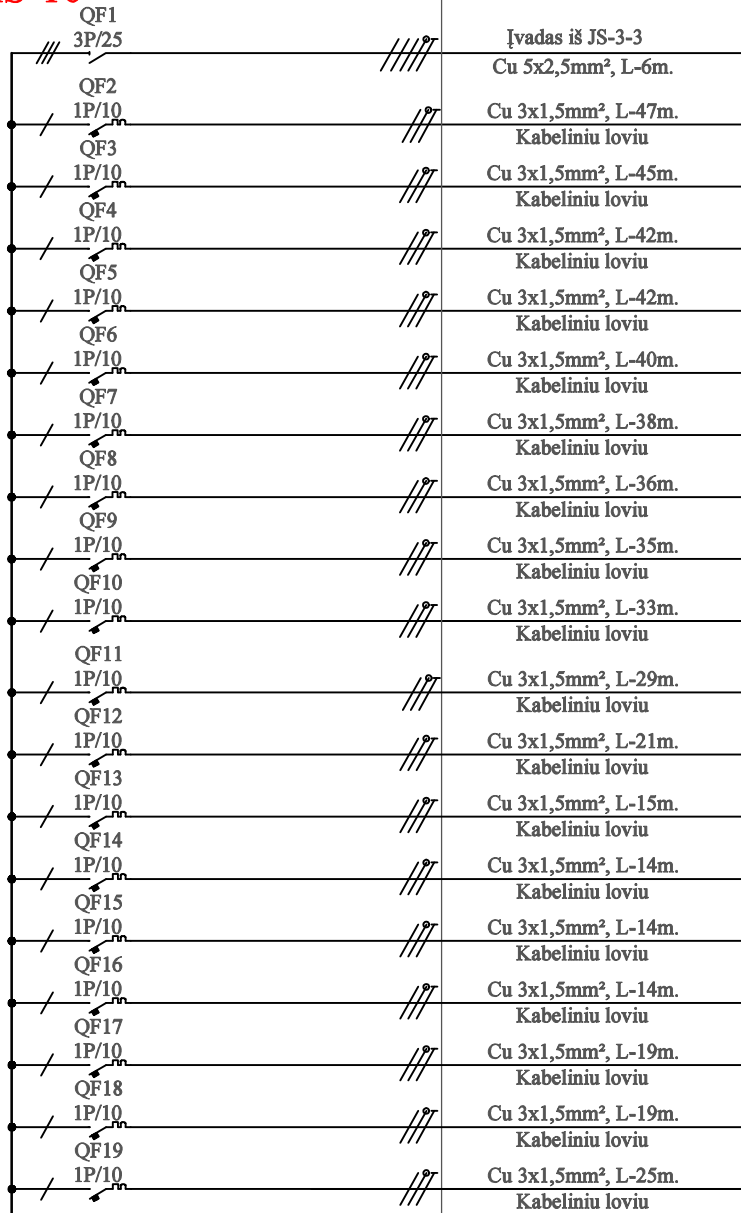 QF1
3P/25
Įvadas iš JS-3-3
Cu 5x2,5mm², L-6m.
QF2
1P/10
Cu 3x1,5mm², L-47m.
Kabeliniu loviu
QF3
1P/10
Cu 3x1,5mm², L-45m.
Kabeliniu loviu
QF4
1P/10
Cu 3x1,5mm², L-42m.
Kabeliniu loviu
QF5
1P/10
Cu 3x1,5mm², L-42m.
Kabeliniu loviu
QF6
1P/10
Cu 3x1,5mm², L-40m.
Kabeliniu loviu
QF7
1P/10
Cu 3x1,5mm², L-38m.
Kabeliniu loviu
QF8
1P/10
Cu 3x1,5mm², L-36m.
Kabeliniu loviu
QF9
1P/10
Cu 3x1,5mm², L-35m.
Kabeliniu loviu
QF10
1P/10
Cu 3x1,5mm², L-33m.
Kabeliniu loviu
QF11
1P/10
Cu 3x1,5mm², L-29m.
Kabeliniu loviu
QF12
1P/10
Cu 3x1,5mm², L-21m.
Kabeliniu loviu
QF13
1P/10
Cu 3x1,5mm², L-15m.
Kabeliniu loviu
QF14
1P/10
Cu 3x1,5mm², L-14m.
Kabeliniu loviu
QF15
1P/10
Cu 3x1,5mm², L-14m.
Kabeliniu loviu
QF16
1P/10
Cu 3x1,5mm², L-14m.
Kabeliniu loviu
QF17
1P/10
Cu 3x1,5mm², L-19m.
Kabeliniu loviu
QF18
1P/10
Cu 3x1,5mm², L-19m.
Kabeliniu loviu
QF19
1P/10
Cu 3x1,5mm², L-25m.
Kabeliniu loviu